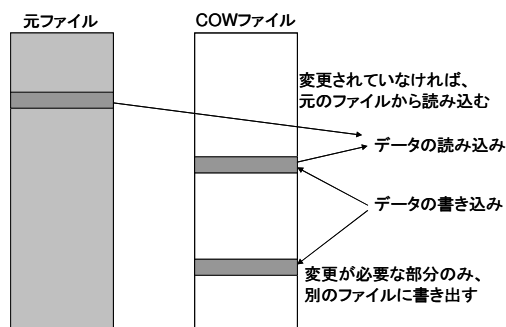 元ファイル
COWファイル
変更されていなければ、
元のファイルから読み込む
データの読み込み
データの書き込み
変更が必要な部分のみ、
別のファイルに書き出す